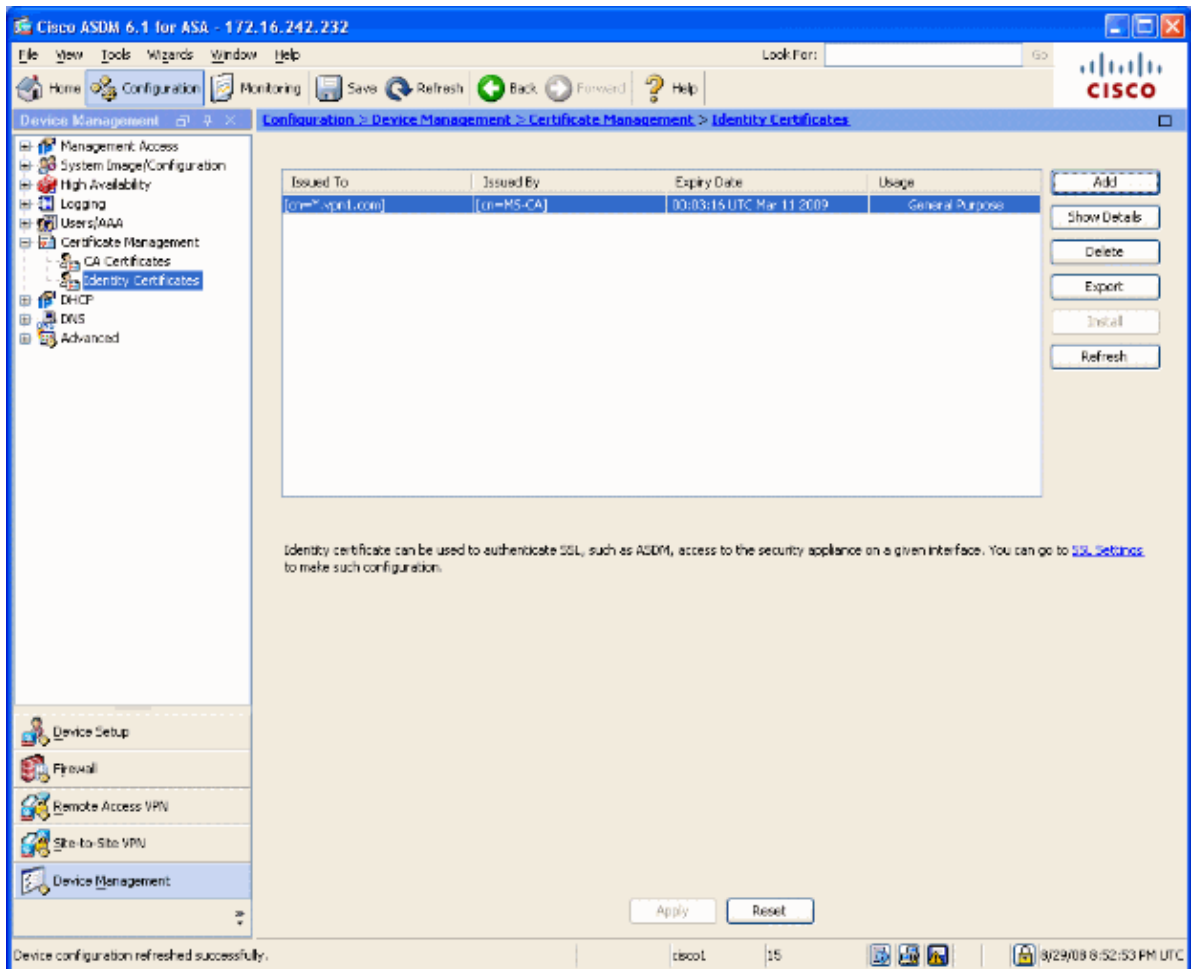 Cisco ASDM 6.1 for ASA - 172.16.242.232
File View Tools Wizards Window Help Look For: Go
Home Configuration Monitoring Save Refresh Back Forward Help
CISCO
Device Management
Configuration > Device Management > Certificate Management > Identity Certificates
Management Access
System Image/Configuration
High Availability
Logging
Users/AAA
Certificate Management
CA Certificates
Identity Certificates
DHCP
DNS
Advanced
Issued To Issued By Expiry Date Usage
[cn=*.vpn1.com] [cn=MS-CA] 00:03:16 UTC Mar 11 2009 General Purpose
Add
Show Details
Delete
Export
Install
Refresh
Identity certificate can be used to authenticate SSL, such as ASDM, access to the security appliance on a given interface. You can go to SSL Settings
to make such configuration.
Device Setup
Firewall
Remote Access VPN
Site-to-Site VPN
Device Management
Apply Reset
Device configuration refreshed successfully. cisco1 15 8/29/08 8:52:53 PM UTC